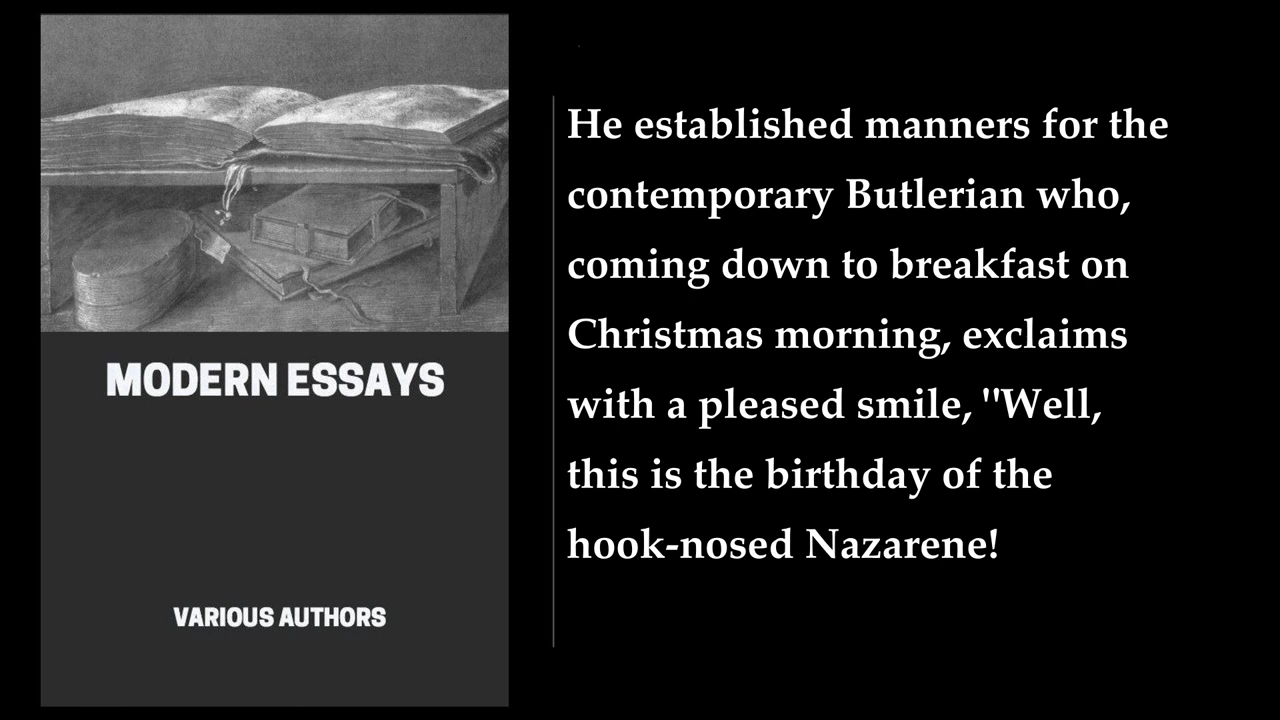 MODERN ESSAYS
VARIOUS AUTHORS
He established manners for the
contemporary Butlerian who,
coming down to breakfast on
Christmas morning, exclaims
with a pleased smile, "Well,
this is the birthday of the
hook-nosed Nazarene!